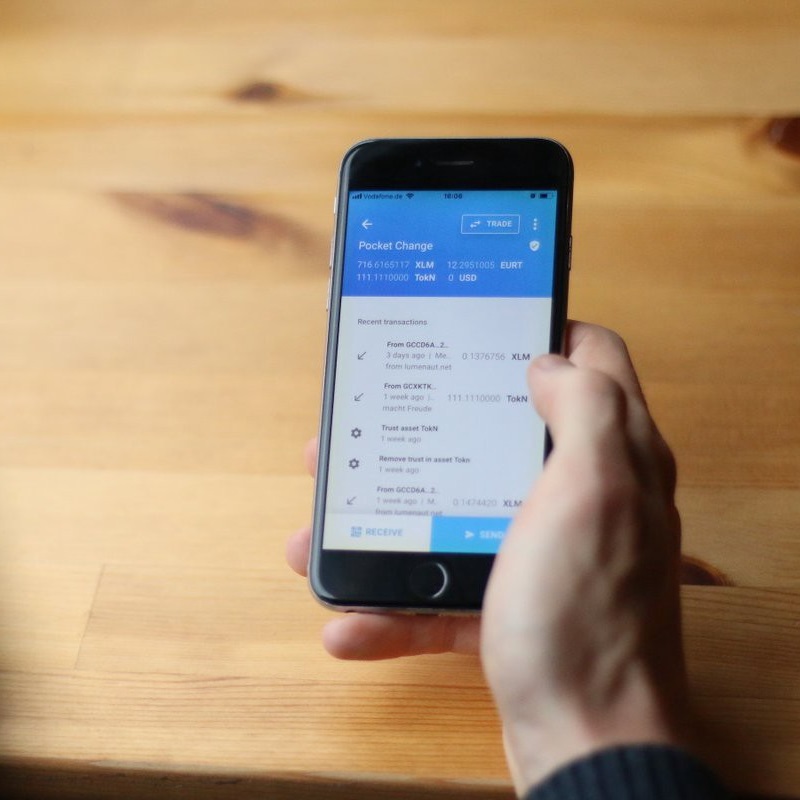 Vodafone.de 18:08
TRADE
Pocket Change
716.6165117 XLM 12.2951005 EURT
111.1110000 TokN 0 USD
Recent transactions
From GCCD6A...2...
3 days ago | Me... 0.1376756 XLM
from lumenaut.net
From GCXKTK...
1 week ago | ... 111.1110000 TokN
macht Freude
Trust asset TokN
1 week ago
Remove trust in asset Tokn
1 week ago
From GCCD6A...2...
1 week ago | M... 0.1474420 XLM
from lumenaut.net
RECEIVE SEND